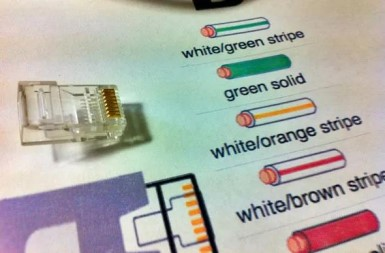 white/green stripe
green solid
white/orange stripe
white/brown stripe